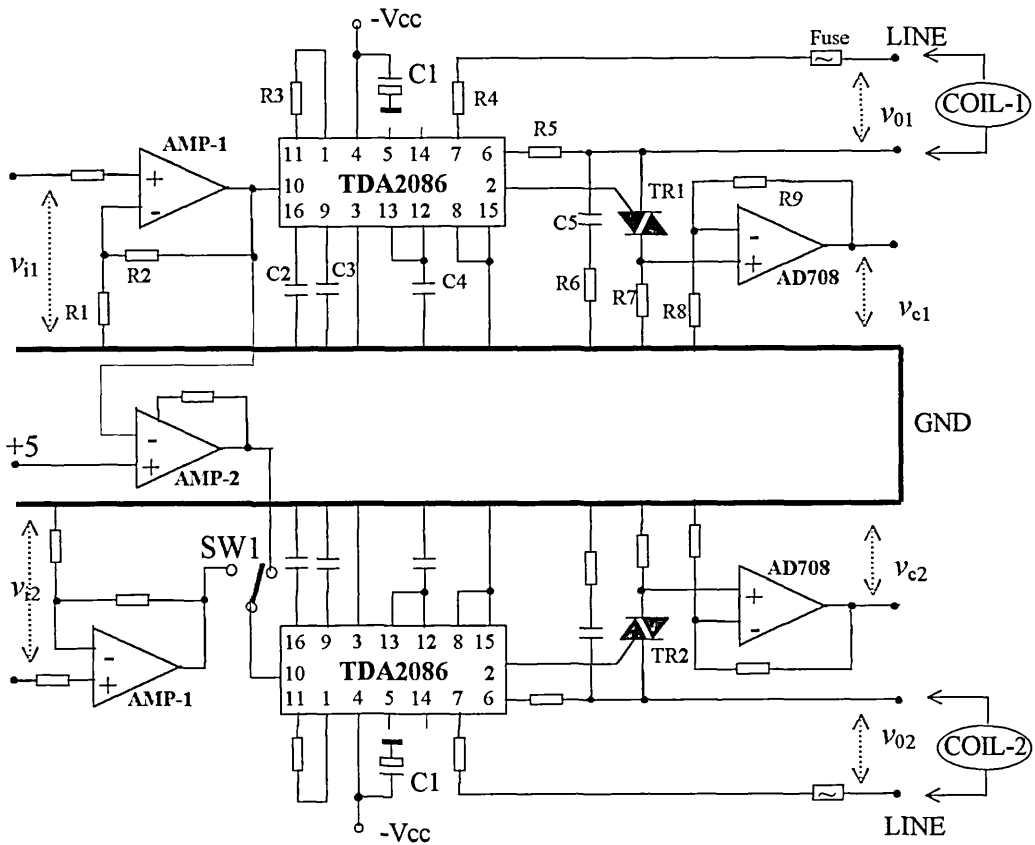 -Vcc
Fuse
LINE
C1
R3
R4
COIL-1
v01
AMP-1
R5
11 1 4 5 14 7 6
TDA2086
10
2
16 9 3 13 12 8 15
TR1
R9
AD708
vi1
R2
R1
C2
C3
C4
C5
R6
R7
R8
vc1
+
-
-
+
GND
+5
-
+
AMP-2
SW1
vi2
-
+
AMP-1
16 9 3 13 12 8 15
TDA2086
10
2
11 1 4 5 14 7 6
TR2
AD708
+
-
vc2
v02
COIL-2
C1
-Vcc
LINE